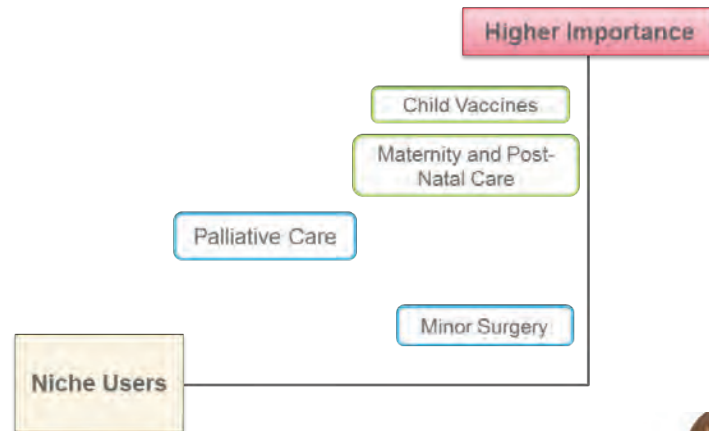 Higher Importance
Child Vaccines
Maternity and Post-
Natal Care
Palliative Care
Minor Surgery
Niche Users